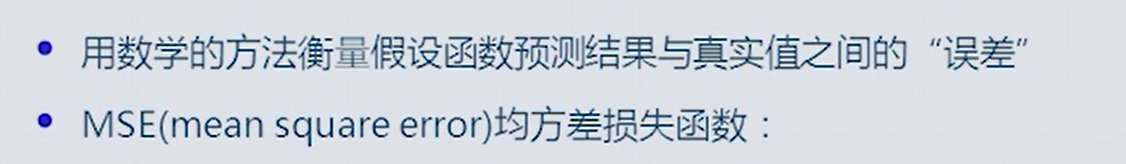 用数学的方法衡量假设函数预测结果与真实值之间的“误差”
MSE(mean square error)均方差损失函数：